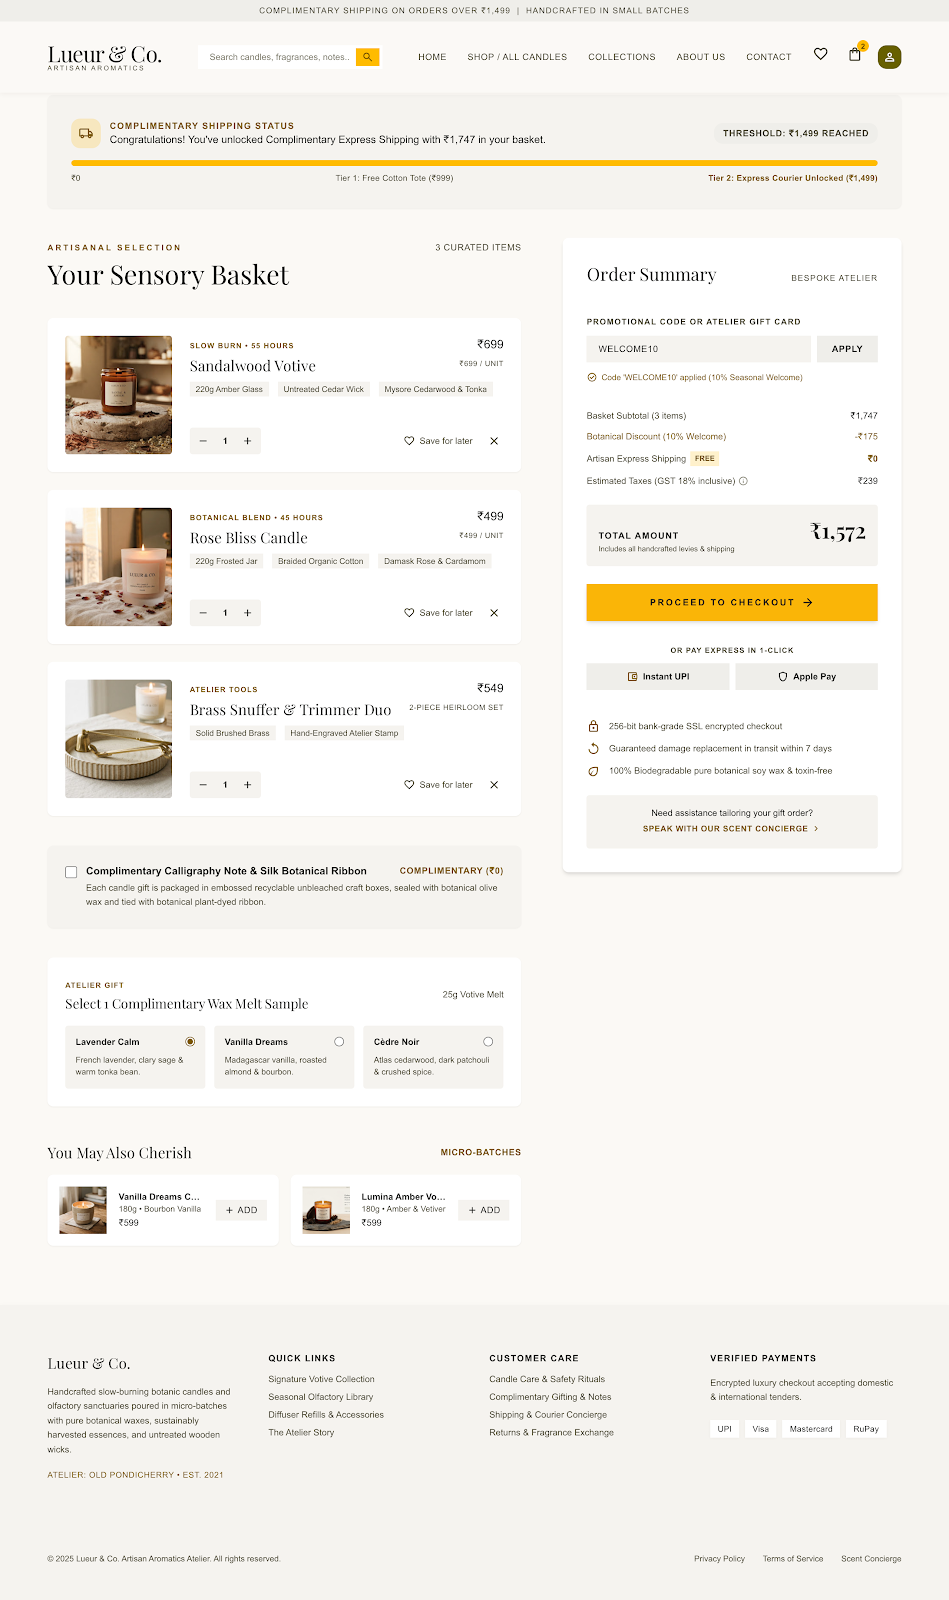 COMPLIMENTARY SHIPPING ON ORDERS OVER ₹1,499 | HANDCRAFTED IN SMALL BATCHES
Lueur & Co.
ARTISAN AROMATICS
Search candles, fragrances, notes..
HOME
SHOP / ALL CANDLES
COLLECTIONS
ABOUT US
CONTACT
2
COMPLIMENTARY SHIPPING STATUS
Congratulations! You've unlocked Complimentary Express Shipping with ₹1,747 in your basket.
THRESHOLD: ₹1,499 REACHED
₹0
Tier 1: Free Cotton Tote (₹999)
Tier 2: Express Courier Unlocked (₹1,499)
ARTISANAL SELECTION
3 CURATED ITEMS
Your Sensory Basket
SLOW BURN • 55 HOURS
₹699
Sandalwood Votive
₹699 / UNIT
220g Amber Glass
Untreated Cedar Wick
Mysore Cedarwood & Tonka
1
Save for later
BOTANICAL BLEND • 45 HOURS
₹499
Rose Bliss Candle
₹499 / UNIT
220g Frosted Jar
Braided Organic Cotton
Damask Rose & Cardamom
1
Save for later
ATELIER TOOLS
₹549
Brass Snuffer & Trimmer Duo
2-PIECE HEIRLOOM SET
Solid Brushed Brass
Hand-Engraved Atelier Stamp
1
Save for later
Complimentary Calligraphy Note & Silk Botanical Ribbon
COMPLIMENTARY (₹0)
Each candle gift is packaged in embossed recyclable unbleached craft boxes, sealed with botanical olive
wax and tied with botanical plant-dyed ribbon.
ATELIER GIFT
Select 1 Complimentary Wax Melt Sample
25g Votive Melt
Lavender Calm
French lavender, clary sage &
warm tonka bean.
Vanilla Dreams
Madagascar vanilla, roasted
almond & bourbon.
Cèdre Noir
Atlas cedarwood, dark patchouli
& crushed spice.
You May Also Cherish
MICRO-BATCHES
Vanilla Dreams C...
180g • Bourbon Vanilla
₹599
+ ADD
Lumina Amber Vo...
180g • Amber & Vetiver
₹599
+ ADD
Order Summary
BESPOKE ATELIER
PROMOTIONAL CODE OR ATELIER GIFT CARD
WELCOME10
APPLY
Code 'WELCOME10' applied (10% Seasonal Welcome)
Basket Subtotal (3 items)
₹1,747
Botanical Discount (10% Welcome)
-₹175
Artisan Express Shipping
FREE
₹0
Estimated Taxes (GST 18% inclusive)
₹239
TOTAL AMOUNT
Includes all handcrafted levies & shipping
₹1,572
PROCEED TO CHECKOUT
OR PAY EXPRESS IN 1-CLICK
Instant UPI
Apple Pay
256-bit bank-grade SSL encrypted checkout
Guaranteed damage replacement in transit within 7 days
100% Biodegradable pure botanical soy wax & toxin-free
Need assistance tailoring your gift order?
SPEAK WITH OUR SCENT CONCIERGE
Lueur & Co.
Handcrafted slow-burning botanic candles and
olfactory sanctuaries poured in micro-batches
with pure botanical waxes, sustainably
harvested essences, and untreated wooden
wicks.
ATELIER: OLD PONDICHERRY • EST. 2021
QUICK LINKS
Signature Votive Collection
Seasonal Olfactory Library
Diffuser Refills & Accessories
The Atelier Story
CUSTOMER CARE
Candle Care & Safety Rituals
Complimentary Gifting & Notes
Shipping & Courier Concierge
Returns & Fragrance Exchange
VERIFIED PAYMENTS
Encrypted luxury checkout accepting domestic
& international tenders.
UPI
Visa
Mastercard
RuPay
© 2025 Lueur & Co. Artisan Aromatics Atelier. All rights reserved.
Privacy Policy
Terms of Service
Scent Concierge